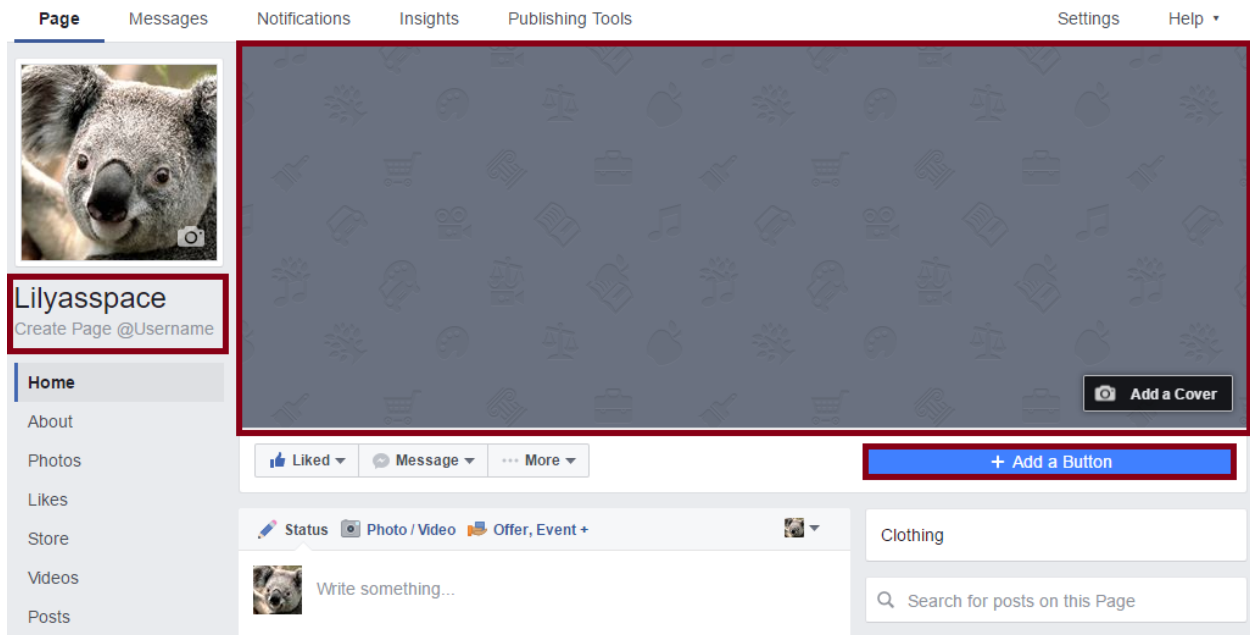 Page Messages Notifications Insights Publishing Tools Settings Help
Add a Cover
Lilyasspace
Create Page @Username
Home
About
Photos
Likes
Store
Videos
Posts
Liked Message More
+ Add a Button
Status Photo / Video Offer, Event +
Write something...
Clothing
Search for posts on this Page